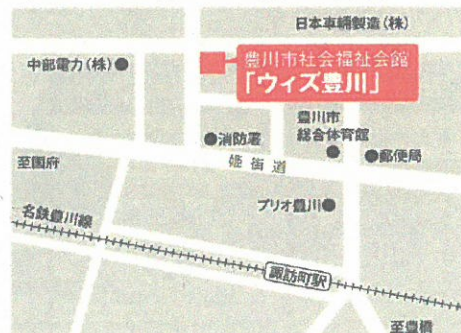 日本車輛製造(株)
豊川市社会福祉会館
「ウィズ豊川」
中部電力(株)●
豊川市
総合体育館
●消防署
●郵便局
姫街道
至国府
プリオ豊川●
名鉄豊川線
諏訪町駅
至豊橋